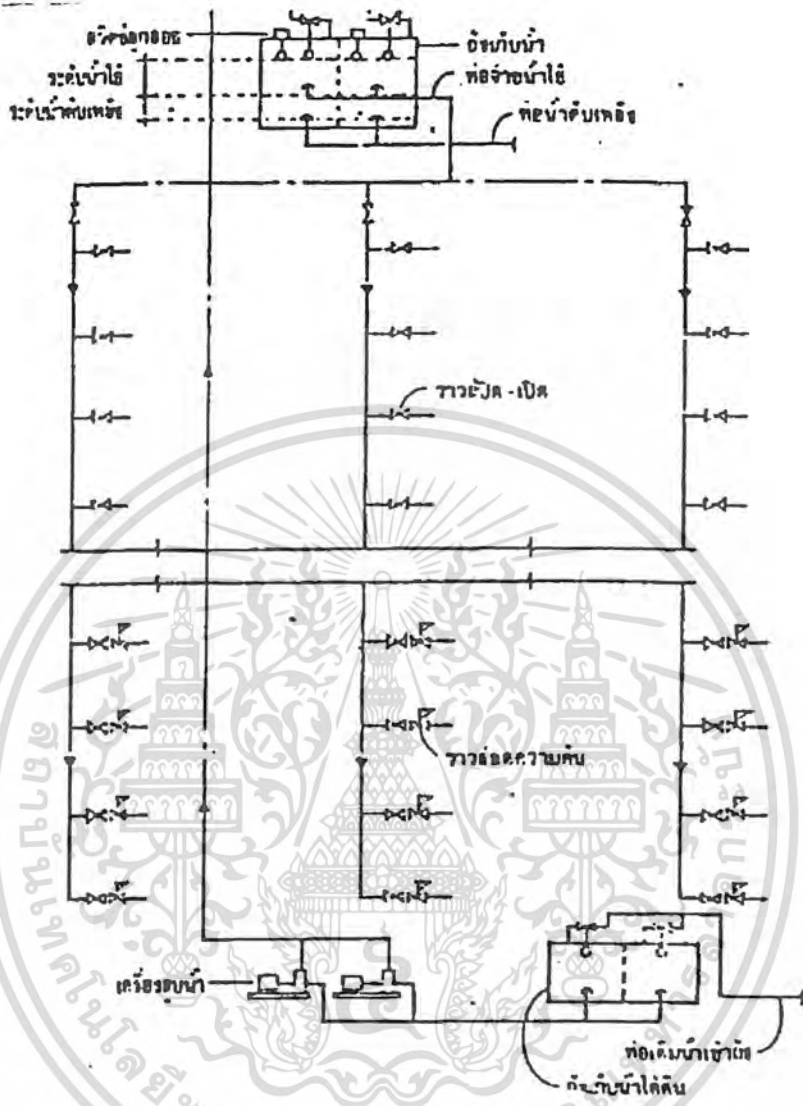 สวิตช์ลูกลอย
ถังเก็บน้ำ
ระดับน้ำใช้
ท่อจ่ายน้ำใช้
ระดับน้ำดับเพลิง
ท่อน้ำดับเพลิง
วาวล์ปิด - เปิด
วาวล์ลดความดัน
เครื่องสูบน้ำ
ท่อเติมน้ำเข้าถัง
ถังเก็บน้ำใต้ดิน